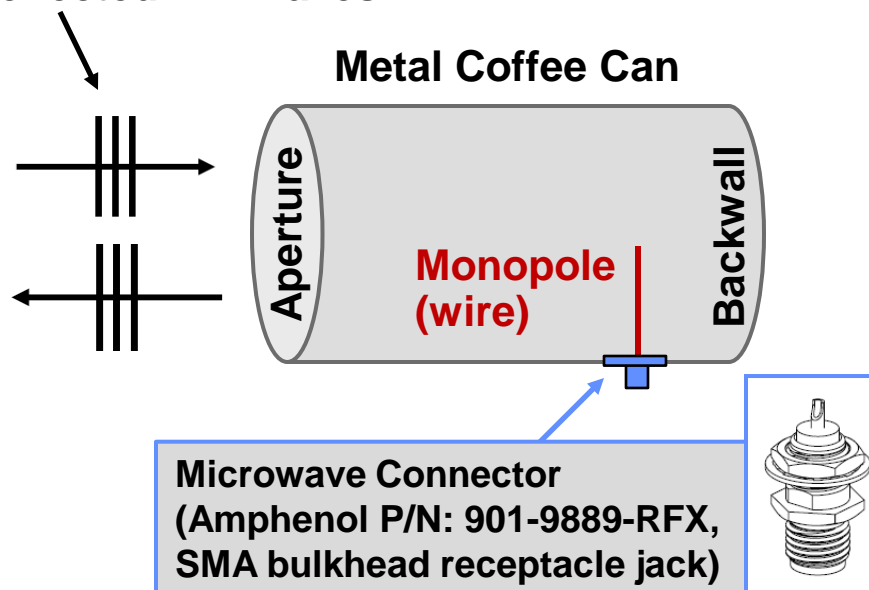 Metal Coffee Can
Aperture
Backwall
Monopole
(wire)
Microwave Connector
(Amphenol P/N: 901-9889-RFX,
SMA bulkhead receptacle jack)